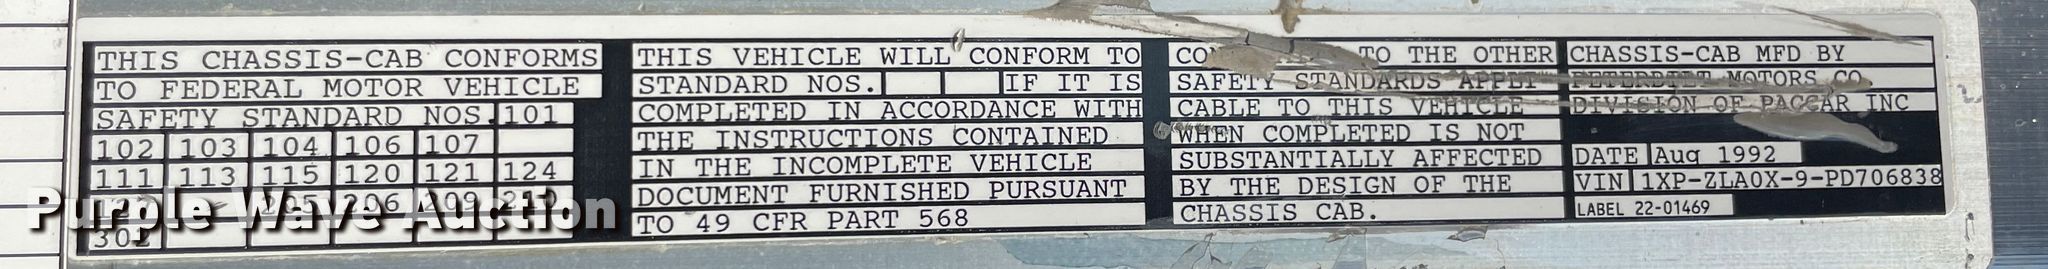 THIS CHASSIS-CAB CONFORMS
TO FEDERAL MOTOR VEHICLE
SAFETY STANDARD NOS. 101
102 103 104 106 107
111 113 115 120 121 124
205 206 209 210
302
THIS VEHICLE WILL CONFORM TO
STANDARD NOS. IF IT IS
COMPLETED IN ACCORDANCE WITH
THE INSTRUCTIONS CONTAINED
IN THE INCOMPLETE VEHICLE
DOCUMENT FURNISHED PURSUANT
TO 49 CFR PART 568
TO THE OTHER
SAFETY STANDARDS APPLI
CABLE TO THIS VEHICLE
WHEN COMPLETED IS NOT
SUBSTANTIALLY AFFECTED
BY THE DESIGN OF THE
CHASSIS CAB.
CHASSIS-CAB MFD BY
PETERBILT MOTORS CO
DIVISION OF PACCAR INC
DATE Aug 1992
VIN 1XP-ZLA0X-9-PD706838
LABEL 22-01469
Purple Wave Auction